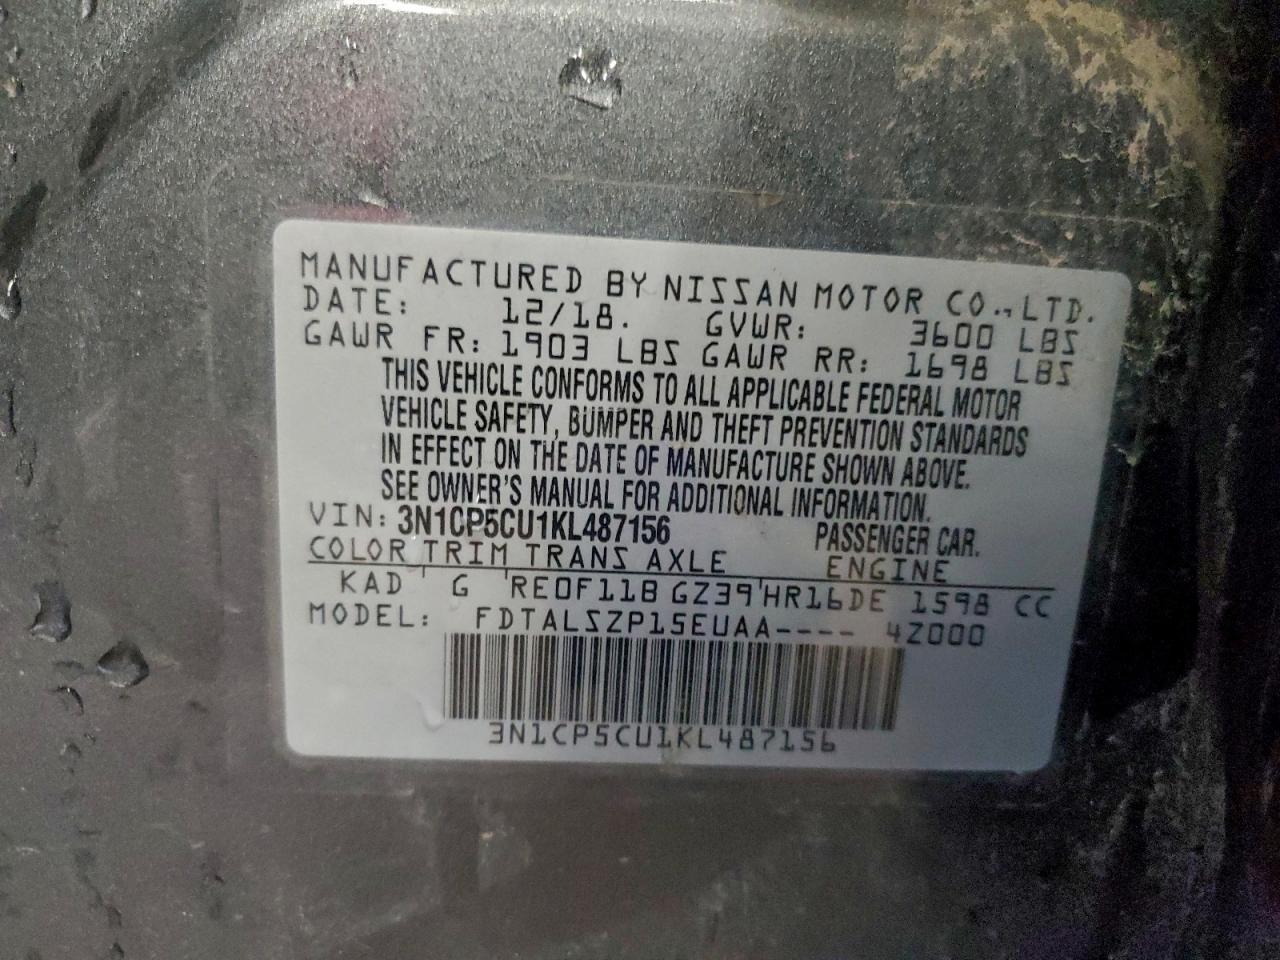 MANUFACTURED BY NISSAN MOTOR CO.,LTD.
DATE: 12/18. GVWR: 3600 LBS
GAWR FR: 1903 LBS GAWR RR: 1698 LBS
THIS VEHICLE CONFORMS TO ALL APPLICABLE FEDERAL MOTOR
VEHICLE SAFETY, BUMPER AND THEFT PREVENTION STANDARDS
IN EFFECT ON THE DATE OF MANUFACTURE SHOWN ABOVE.
SEE OWNER'S MANUAL FOR ADDITIONAL INFORMATION.
VIN: 3N1CP5CU1KL487156 PASSENGER CAR.
COLOR TRIM TRANS AXLE ENGINE
KAD ' G 'RE0F11B GZ39'HR16DE 1598 CC
MODEL: FDTALSZP15EUAA---- 4Z000
3N1CP5CU1KL487156